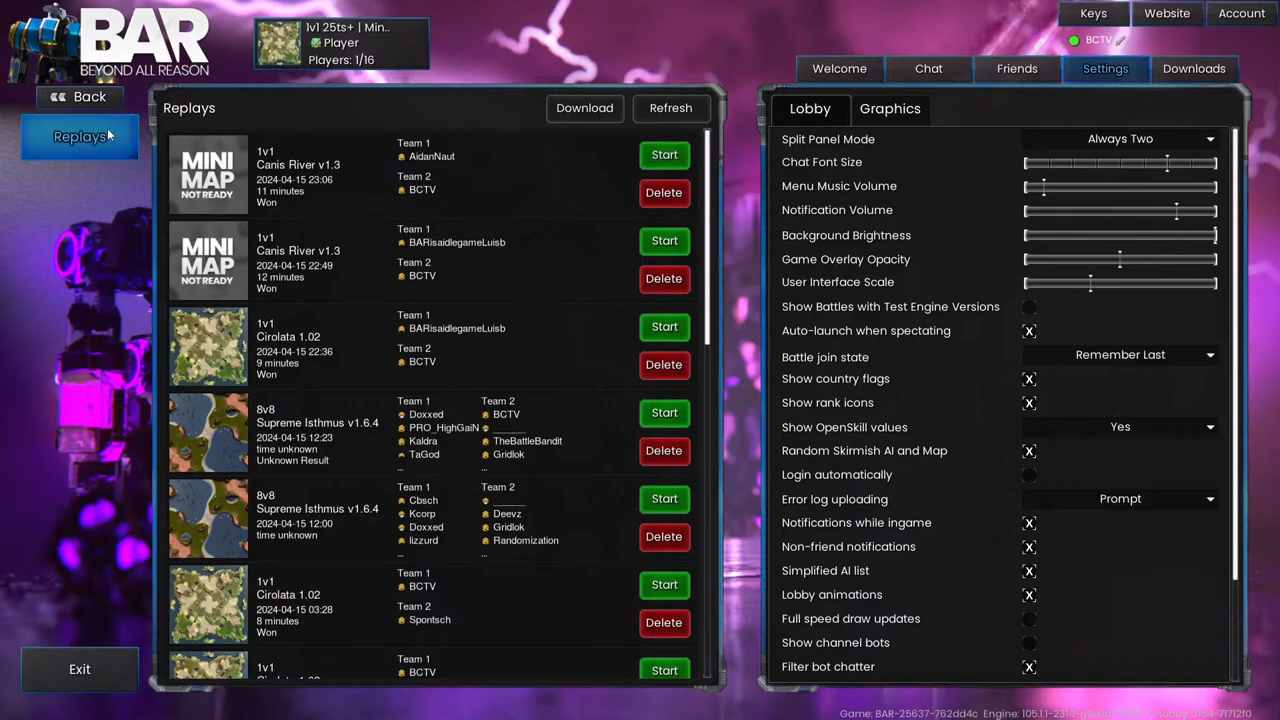 BAR
BEYOND ALL REASON
1v1 25ts+ | Min..
Player
Players: 1/16
Keys
Website
Account
BCTV
Welcome
Chat
Friends
Settings
Downloads
Back
Replays
Exit
Replays
Download
Refresh
MINI
MAP
NOT READY
1v1
Canis River v1.3
2024-04-15 23:06
11 minutes
Won
Team 1
AidanNaut
Team 2
BCTV
Start
Delete
MINI
MAP
NOT READY
1v1
Canis River v1.3
2024-04-15 22:49
12 minutes
Won
Team 1
BARisaidlegameLuisb
Team 2
BCTV
Start
Delete
1v1
Cirolata 1.02
2024-04-15 22:36
9 minutes
Won
Team 1
BARisaidlegameLuisb
Team 2
BCTV
Start
Delete
8v8
Supreme Isthmus v1.6.4
2024-04-15 12:23
time unknown
Unknown Result
Team 1
Doxxed
PRO_HighGaiN
Kaldra
TaGod
...
Team 2
BCTV
______
TheBattleBandit
Gridlok
...
Start
Delete
8v8
Supreme Isthmus v1.6.4
2024-04-15 12:00
time unknown
Team 1
Cbsch
Kcorp
Doxxed
lizzurd
...
Team 2
______
Deevz
Gridlok
Randomization
...
Start
Delete
1v1
Cirolata 1.02
2024-04-15 03:28
8 minutes
Won
Team 1
BCTV
Team 2
Spontsch
Start
Delete
1v1
Team 1
BCTV
Start
Lobby
Graphics
Split Panel Mode
Always Two
Chat Font Size
Menu Music Volume
Notification Volume
Background Brightness
Game Overlay Opacity
User Interface Scale
Show Battles with Test Engine Versions
Auto-launch when spectating
Battle join state
Remember Last
Show country flags
Show rank icons
Show OpenSkill values
Yes
Random Skirmish AI and Map
Login automatically
Error log uploading
Prompt
Notifications while ingame
Non-friend notifications
Simplified AI list
Lobby animations
Full speed draw updates
Show channel bots
Filter bot chatter
Game: BAR-25637-762dd4c Engine: